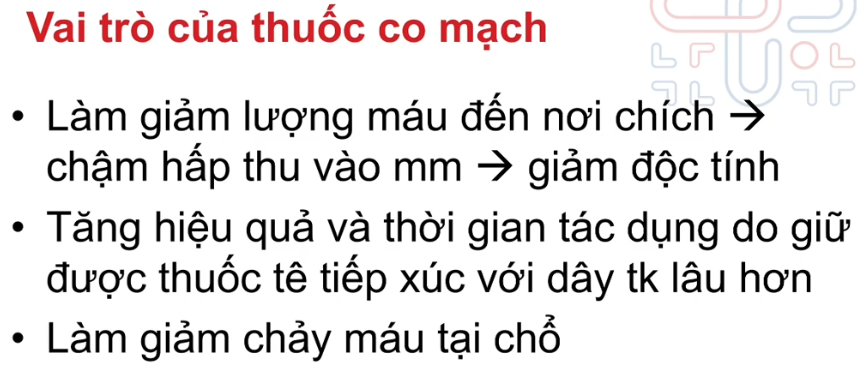 Vai trò của thuốc co mạch
• Làm giảm lượng máu đến nơi chích →
chậm hấp thu vào mm → giảm độc tính
• Tăng hiệu quả và thời gian tác dụng do giữ
được thuốc tê tiếp xúc với dây tk lâu hơn
• Làm giảm chảy máu tại chổ